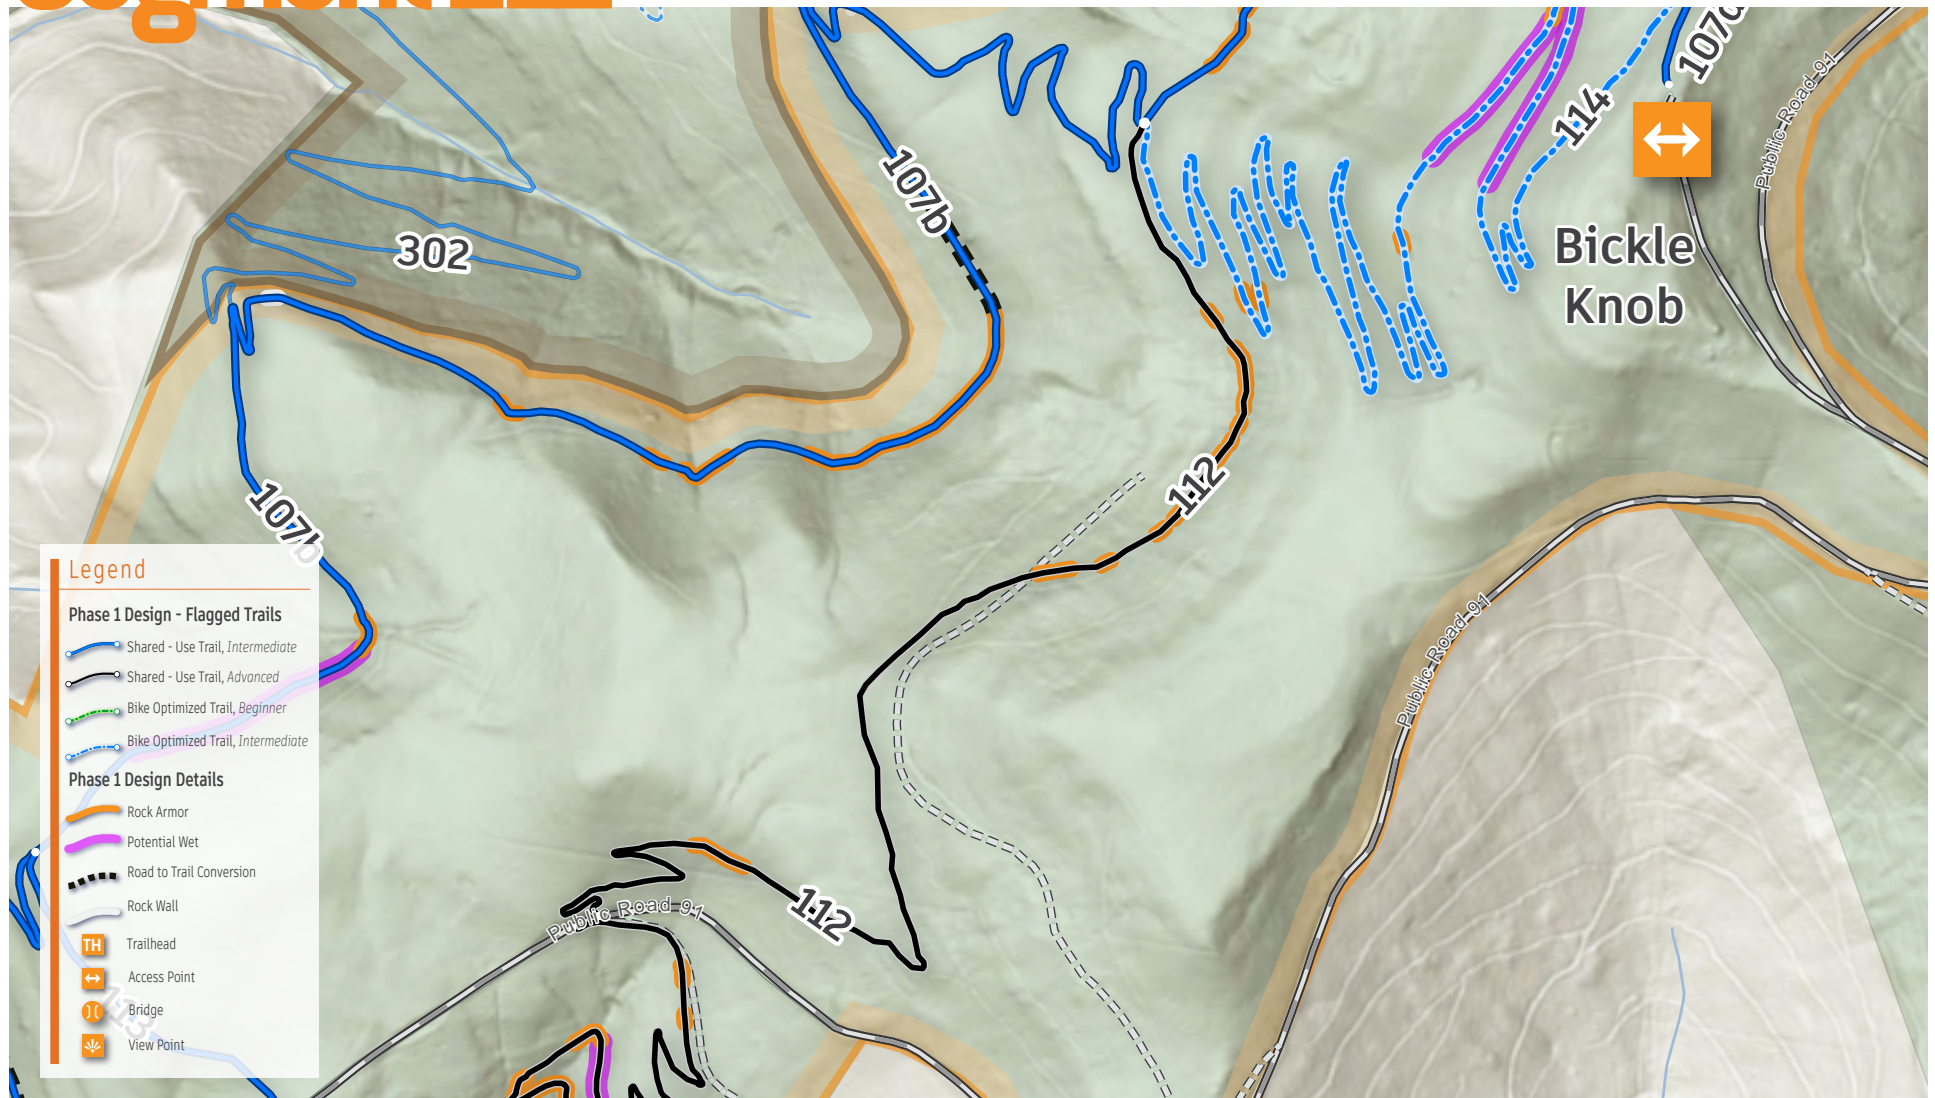 107d
Public Road 91
114
107b
302
Bickle
Knob
112
107b
Public Road 91
Legend
Phase 1 Design - Flagged Trails
Shared - Use Trail, Intermediate
Shared - Use Trail, Advanced
Bike Optimized Trail, Beginner
Bike Optimized Trail, Intermediate
Phase 1 Design Details
Rock Armor
Potential Wet
Road to Trail Conversion
Rock Wall
TH Trailhead
Access Point
Bridge
View Point
112
Public Road 91
113